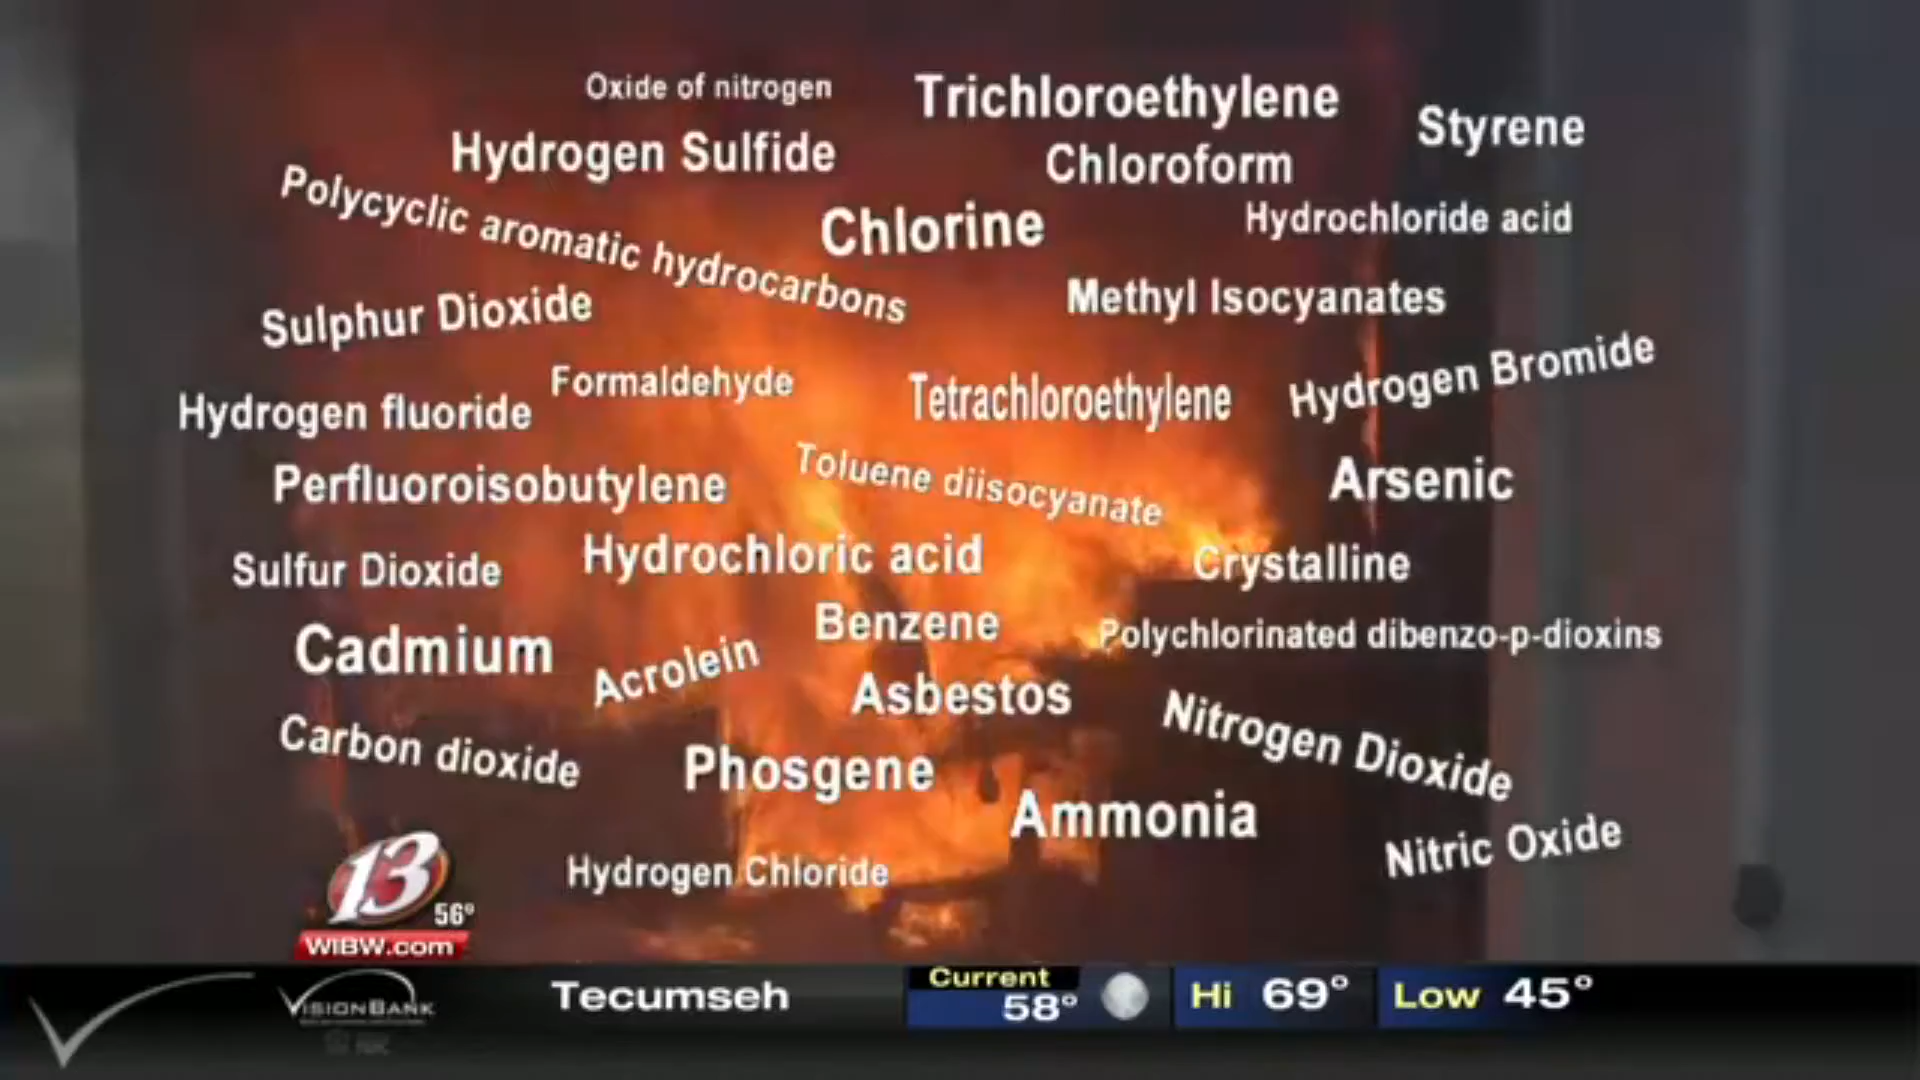 Oxide of nitrogen
Trichloroethylene
Styrene
Hydrogen Sulfide
Chloroform
Polycyclic aromatic hydrocarbons
Chlorine
Hydrochloride acid
Sulphur Dioxide
Methyl Isocyanates
Formaldehyde
Hydrogen fluoride
Tetrachloroethylene
Hydrogen Bromide
Perfluoroisobutylene
Toluene diisocyanate
Arsenic
Sulfur Dioxide
Hydrochloric acid
Crystalline
Cadmium
Acrolein
Benzene
Polychlorinated dibenzo-p-dioxins
Asbestos
Carbon dioxide
Phosgene
Nitrogen Dioxide
Ammonia
Nitric Oxide
Hydrogen Chloride
13
56°
WIBW.com
VISIONBANK
Tecumseh
Current
58°
Hi 69°
Low 45°